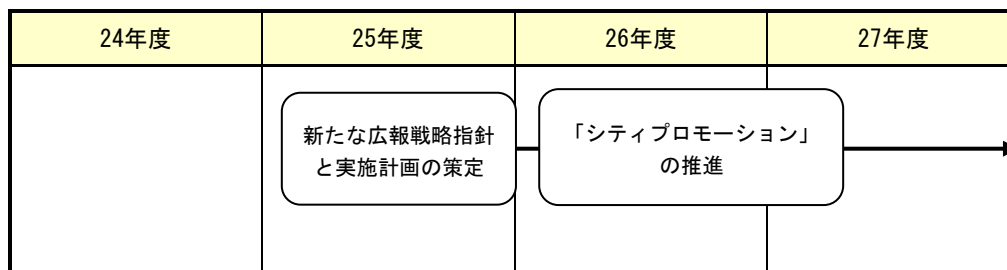 24年度 25年度 26年度 27年度
新たな広報戦略指針
と実施計画の策定
「シティプロモーション」
の推進